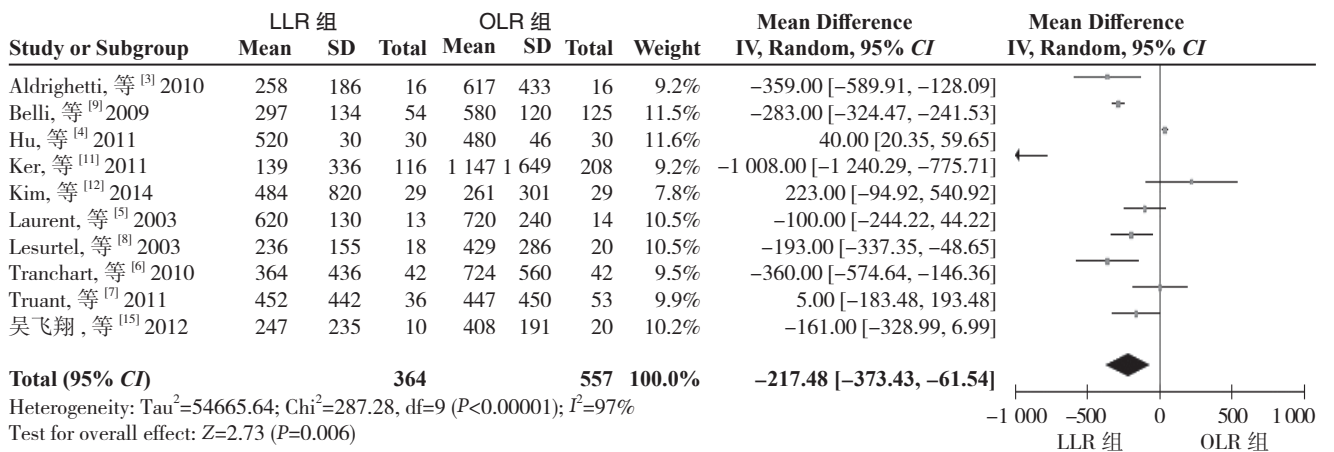 LLR 组 OLR 组 Mean Difference Mean Difference
Study or Subgroup Mean SD Total Mean SD Total Weight IV, Random, 95% CI IV, Random, 95% CI
Aldrighetti, 等 [3] 2010 258 186 16 617 433 16 9.2% −359.00 [−589.91, −128.09]
Belli, 等 [9] 2009 297 134 54 580 120 125 11.5% −283.00 [−324.47, −241.53]
Hu, 等 [4] 2011 520 30 30 480 46 30 11.6% 40.00 [20.35, 59.65]
Ker, 等 [11] 2011 139 336 116 1 147 1 649 208 9.2% −1 008.00 [−1 240.29, −775.71]
Kim, 等 [12] 2014 484 820 29 261 301 29 7.8% 223.00 [−94.92, 540.92]
Laurent, 等 [5] 2003 620 130 13 720 240 14 10.5% −100.00 [−244.22, 44.22]
Lesurtel, 等 [8] 2003 236 155 18 429 286 20 10.5% −193.00 [−337.35, −48.65]
Tranchart, 等 [6] 2010 364 436 42 724 560 42 9.5% −360.00 [−574.64, −146.36]
Truant, 等 [7] 2011 452 442 36 447 450 53 9.9% 5.00 [−183.48, 193.48]
吴飞翔 , 等 [15] 2012 247 235 10 408 191 20 10.2% −161.00 [−328.99, 6.99]
Total (95% CI) 364 557 100.0% −217.48 [−373.43, −61.54]
Heterogeneity: Tau²=54665.64; Chi²=287.28, df=9 (P<0.00001); I²=97%
Test for overall effect: Z=2.73 (P=0.006)
−1 000 −500 0 500 1 000
LLR 组 OLR 组